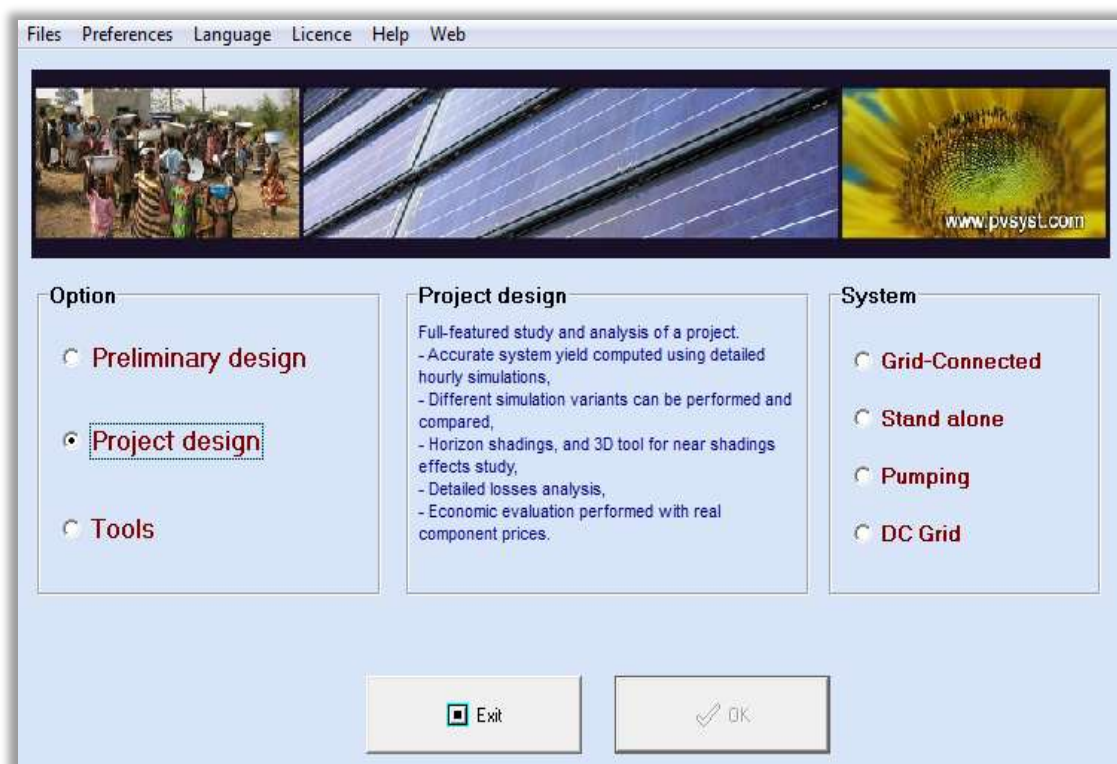 Files Preferences Language Licence Help Web
www.pvsyst.com
Option
Preliminary design
Project design
Tools
Project design
Full-featured study and analysis of a project.
- Accurate system yield computed using detailed
hourly simulations,
- Different simulation variants can be performed and
compared,
- Horizon shadings, and 3D tool for near shadings
effects study,
- Detailed losses analysis,
- Economic evaluation performed with real
component prices.
System
Grid-Connected
Stand alone
Pumping
DC Grid
Exit
OK